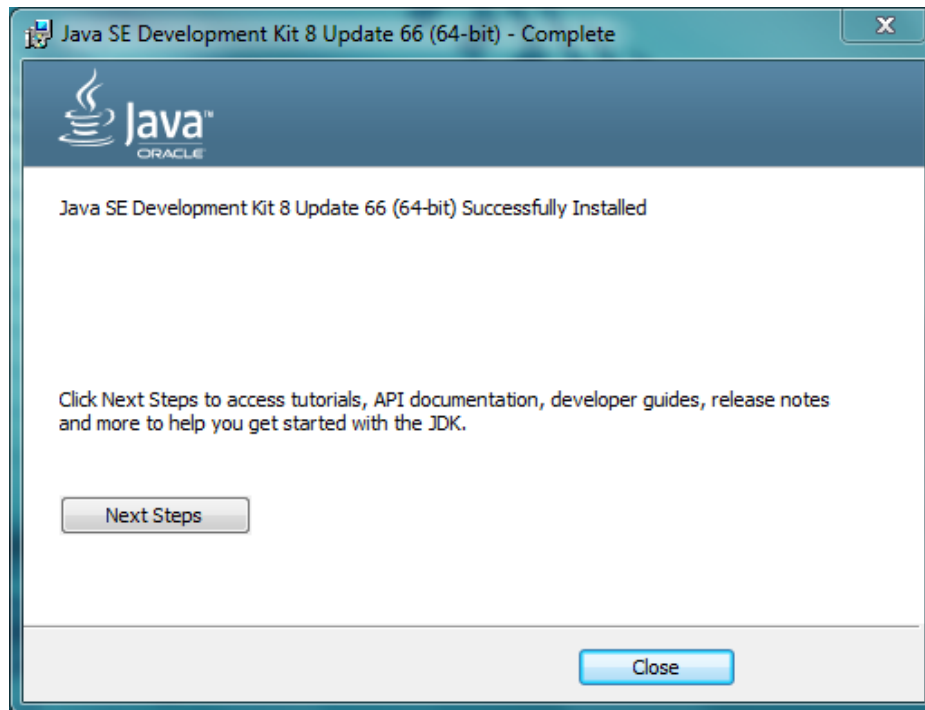 Java SE Development Kit 8 Update 66 (64-bit) - Complete
X
Java™
ORACLE
Java SE Development Kit 8 Update 66 (64-bit) Successfully Installed
Click Next Steps to access tutorials, API documentation, developer guides, release notes
and more to help you get started with the JDK.
Next Steps
Close